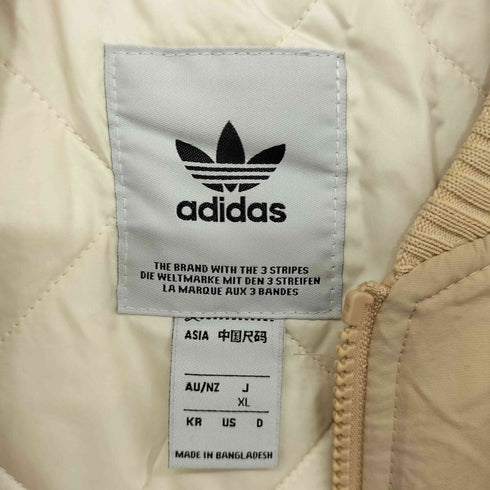 adidas
THE BRAND WITH THE 3 STRIPES
DIE WELTMARKE MIT DEN 3 STREIFEN
LA MARQUE AUX 3 BANDES
ASIA 中国尺码
AU/NZ J
XL
KR US D
MADE IN BANGLADESH